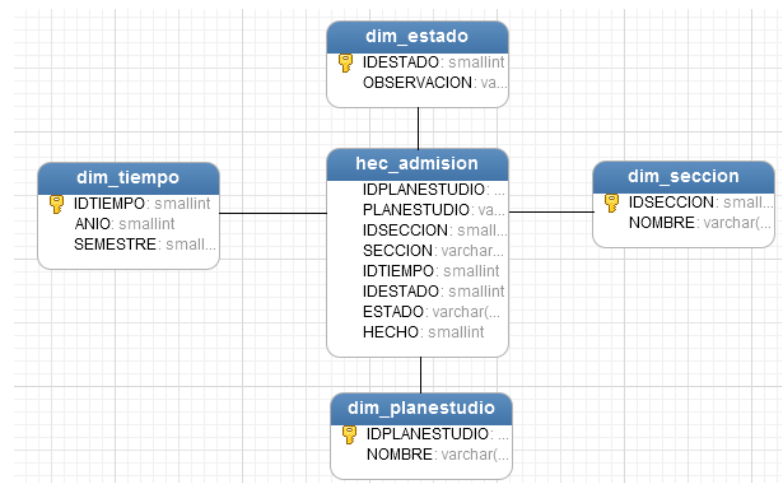 dim_estado
IDESTADO: smallint
OBSERVACION: va...
hec_admision
IDPLANESTUDIO: ...
PLANESTUDIO: va...
IDSECCION: small...
SECCION: varchar...
IDTIEMPO: smallint
IDESTADO: smallint
ESTADO: varchar(...
HECHO: smallint
dim_tiempo
IDTIEMPO: smallint
ANIO: smallint
SEMESTRE: small...
dim_seccion
IDSECCION: small...
NOMBRE: varchar(...
dim_planestudio
IDPLANESTUDIO: ...
NOMBRE: varchar(...